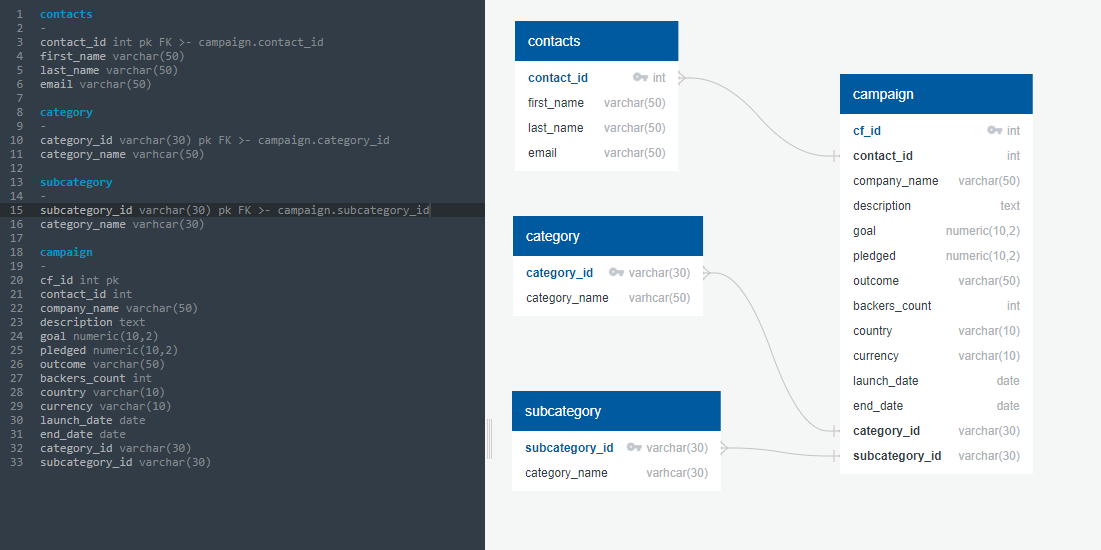 1 contacts
2 -
3 contact_id int pk FK >- campaign.contact_id
4 first_name varchar(50)
5 last_name varchar(50)
6 email varchar(50)
7
8 category
9 -
10 category_id varchar(30) pk FK >- campaign.category_id
11 category_name varhcar(50)
12
13 subcategory
14 -
15 subcategory_id varchar(30) pk FK >- campaign.subcategory_id
16 category_name varhcar(30)
17
18 campaign
19 -
20 cf_id int pk
21 contact_id int
22 company_name varchar(50)
23 description text
24 goal numeric(10,2)
25 pledged numeric(10,2)
26 outcome varchar(50)
27 backers_count int
28 country varchar(10)
29 currency varchar(10)
30 launch_date date
31 end_date date
32 category_id varchar(30)
33 subcategory_id varchar(30)
contacts
contact_id int
first_name varchar(50)
last_name varchar(50)
email varchar(50)
category
category_id varchar(30)
category_name varhcar(50)
subcategory
subcategory_id varchar(30)
category_name varhcar(30)
campaign
cf_id int
contact_id int
company_name varchar(50)
description text
goal numeric(10,2)
pledged numeric(10,2)
outcome varchar(50)
backers_count int
country varchar(10)
currency varchar(10)
launch_date date
end_date date
category_id varchar(30)
subcategory_id varchar(30)